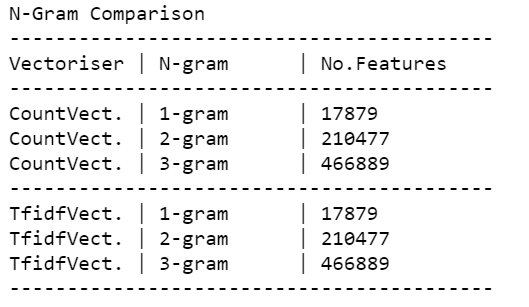 N-Gram Comparison
--------------------------------------------
Vectoriser | N-gram      | No.Features
--------------------------------------------
CountVect. | 1-gram      | 17879
CountVect. | 2-gram      | 210477
CountVect. | 3-gram      | 466889
--------------------------------------------
TfidfVect. | 1-gram      | 17879
TfidfVect. | 2-gram      | 210477
TfidfVect. | 3-gram      | 466889
--------------------------------------------